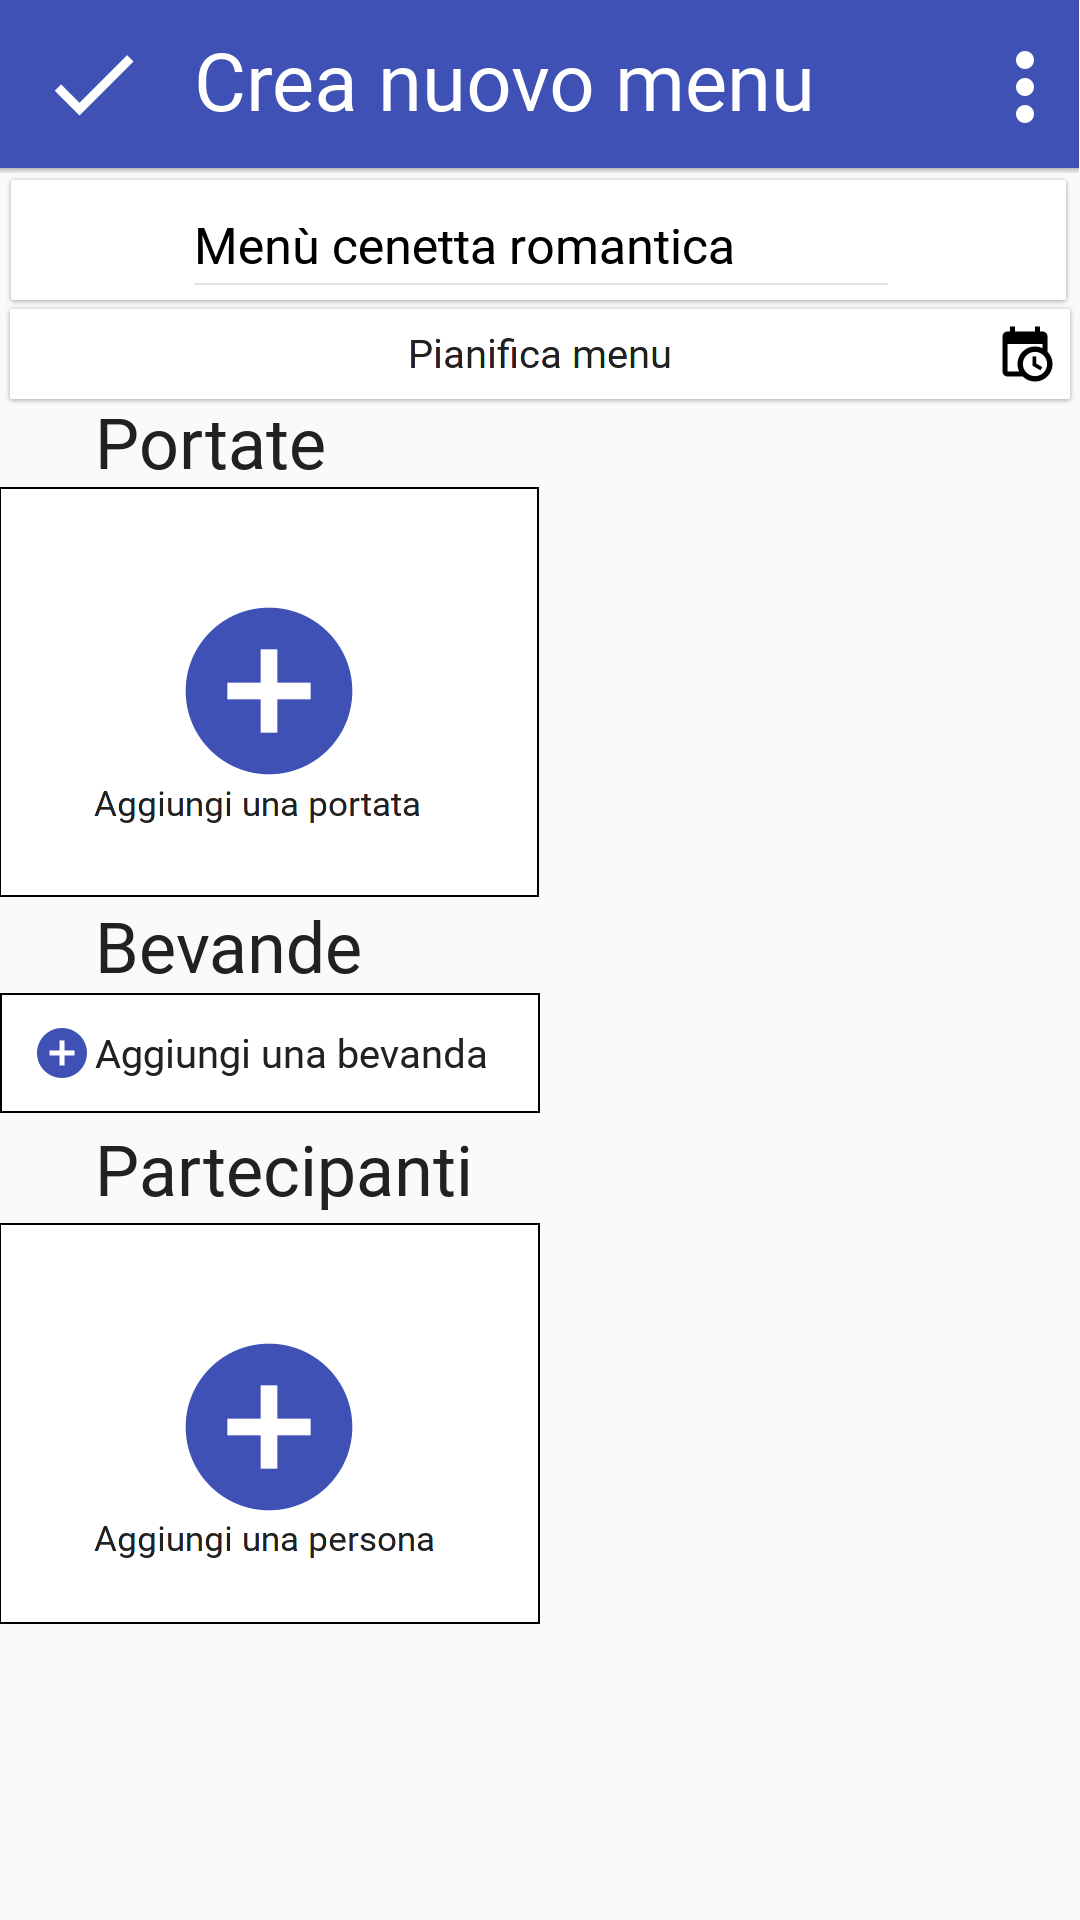 Crea nuovo menu
Menù cenetta romantica
Pianifica menu
Portate
Aggiungi una portata
Bevande
Aggiungi una bevanda
Partecipanti
Aggiungi una persona